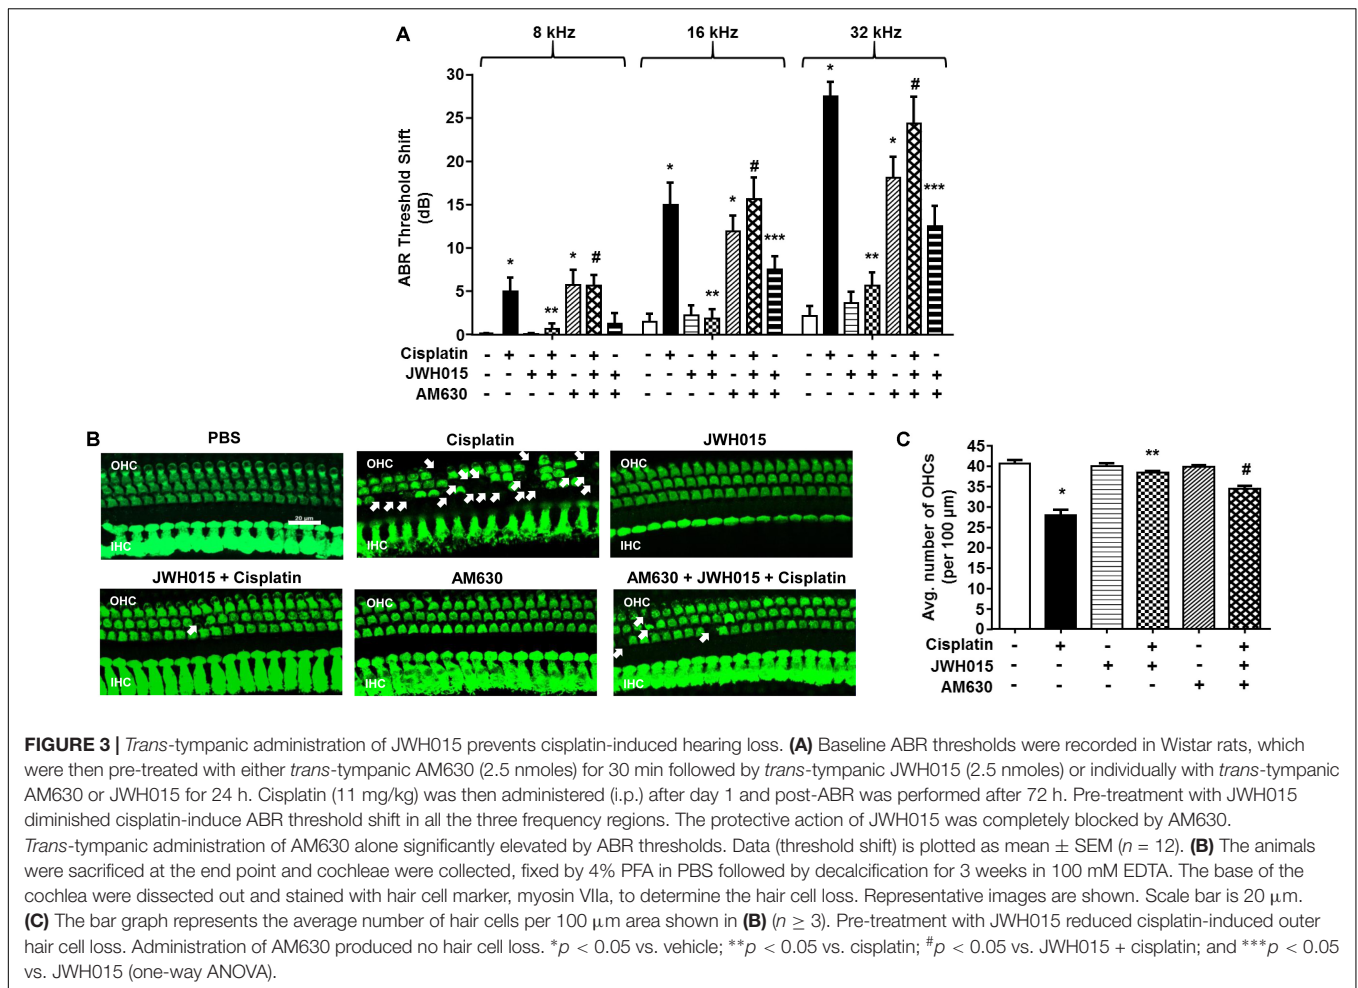 A
8 kHz
16 kHz
32 kHz
ABR Threshold Shift
(dB)
30
25
20
15
10
5
0
* ** * #
* ** * # ***
* ** * # ***
Cisplatin - + - + - + - - + - + - + - - + - + - + -
JWH015 - - + + - + + - - + + - + + - - + + - + +
AM630 - - - - + + + - - - - + + + - - - - + + +
B
PBS
Cisplatin
JWH015
OHC
OHC
OHC
20 µm
IHC
IHC
IHC
JWH015 + Cisplatin
AM630
AM630 + JWH015 + Cisplatin
OHC
OHC
OHC
IHC
IHC
IHC
C
Avg. number of OHCs
(per 100 µm)
45
40
35
30
25
20
15
10
5
0
* ** #
Cisplatin - + - + - +
JWH015 - - + + - +
AM630 - - - - + +
FIGURE 3 | Trans-tympanic administration of JWH015 prevents cisplatin-induced hearing loss. (A) Baseline ABR thresholds were recorded in Wistar rats, which
were then pre-treated with either trans-tympanic AM630 (2.5 nmoles) for 30 min followed by trans-tympanic JWH015 (2.5 nmoles) or individually with trans-tympanic
AM630 or JWH015 for 24 h. Cisplatin (11 mg/kg) was then administered (i.p.) after day 1 and post-ABR was performed after 72 h. Pre-treatment with JWH015
diminished cisplatin-induce ABR threshold shift in all the three frequency regions. The protective action of JWH015 was completely blocked by AM630.
Trans-tympanic administration of AM630 alone significantly elevated by ABR thresholds. Data (threshold shift) is plotted as mean ± SEM (n = 12). (B) The animals
were sacrificed at the end point and cochleae were collected, fixed by 4% PFA in PBS followed by decalcification for 3 weeks in 100 mM EDTA. The base of the
cochlea were dissected out and stained with hair cell marker, myosin VIIa, to determine the hair cell loss. Representative images are shown. Scale bar is 20 µm.
(C) The bar graph represents the average number of hair cells per 100 µm area shown in (B) (n ≥ 3). Pre-treatment with JWH015 reduced cisplatin-induced outer
hair cell loss. Administration of AM630 produced no hair cell loss. *p < 0.05 vs. vehicle; **p < 0.05 vs. cisplatin; #p < 0.05 vs. JWH015 + cisplatin; and ***p < 0.05
vs. JWH015 (one-way ANOVA).